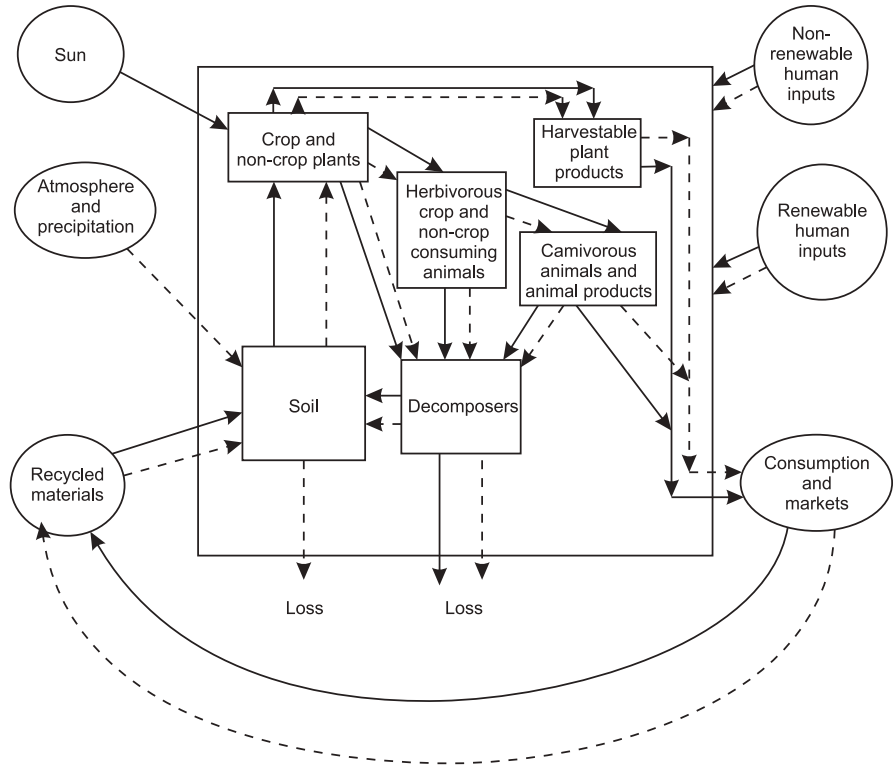 Sun
Non-
renewable
human
inputs
Crop and
non-crop plants
Harvestable
plant
products
Atmosphere
and
precipitation
Herbivorous
crop and
non-crop
consuming
animals
Renewable
human
inputs
Camivorous
animals and
animal products
Soil
Decomposers
Recycled
materials
Consumption
and
markets
Loss
Loss